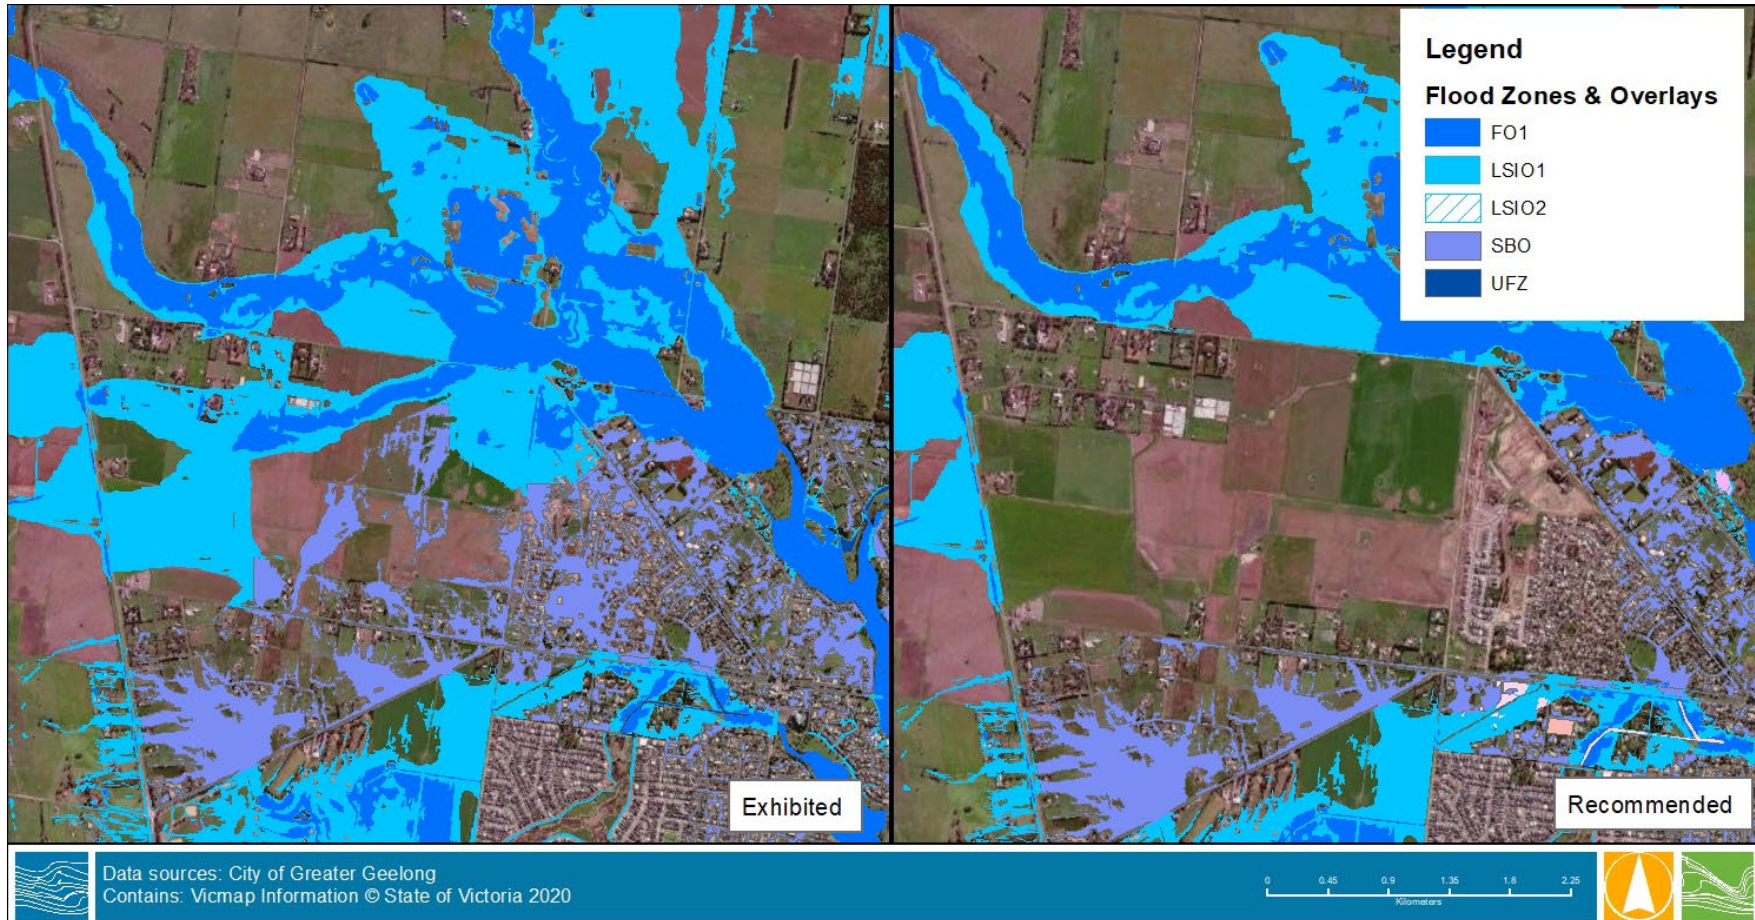 Legend
Flood Zones & Overlays
FO1
LSIO1
LSIO2
SBO
UFZ
Exhibited
Recommended
Data sources: City of Greater Geelong
Contains: Vicmap Information © State of Victoria 2020
0 0.45 0.9 1.35 1.8 2.25
Kilometers